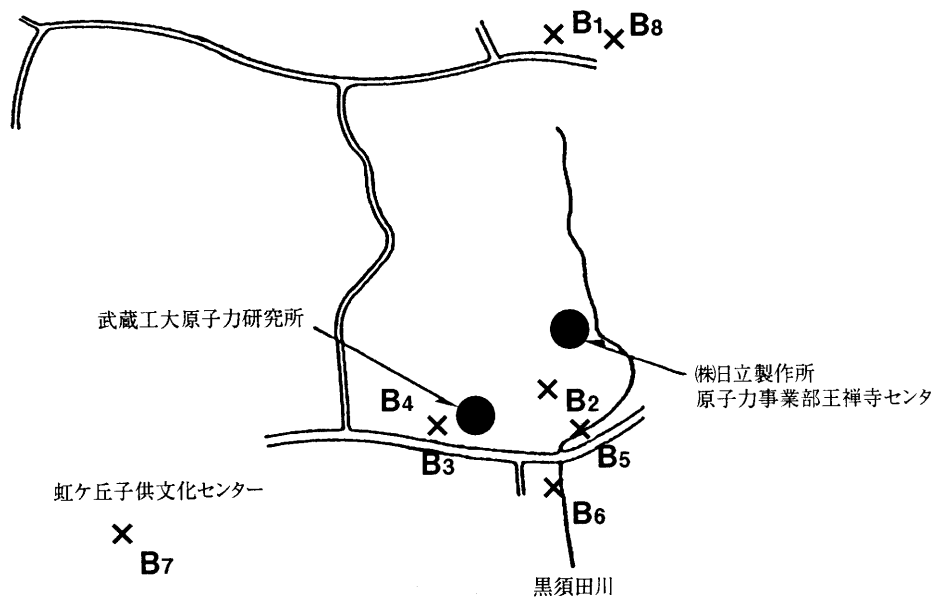 B1
B8
武蔵工大原子力研究所
㈱日立製作所
原子力事業部王禅寺センタ
B4
B2
B3
B5
虹ケ丘子供文化センター
B6
B7
黒須田川